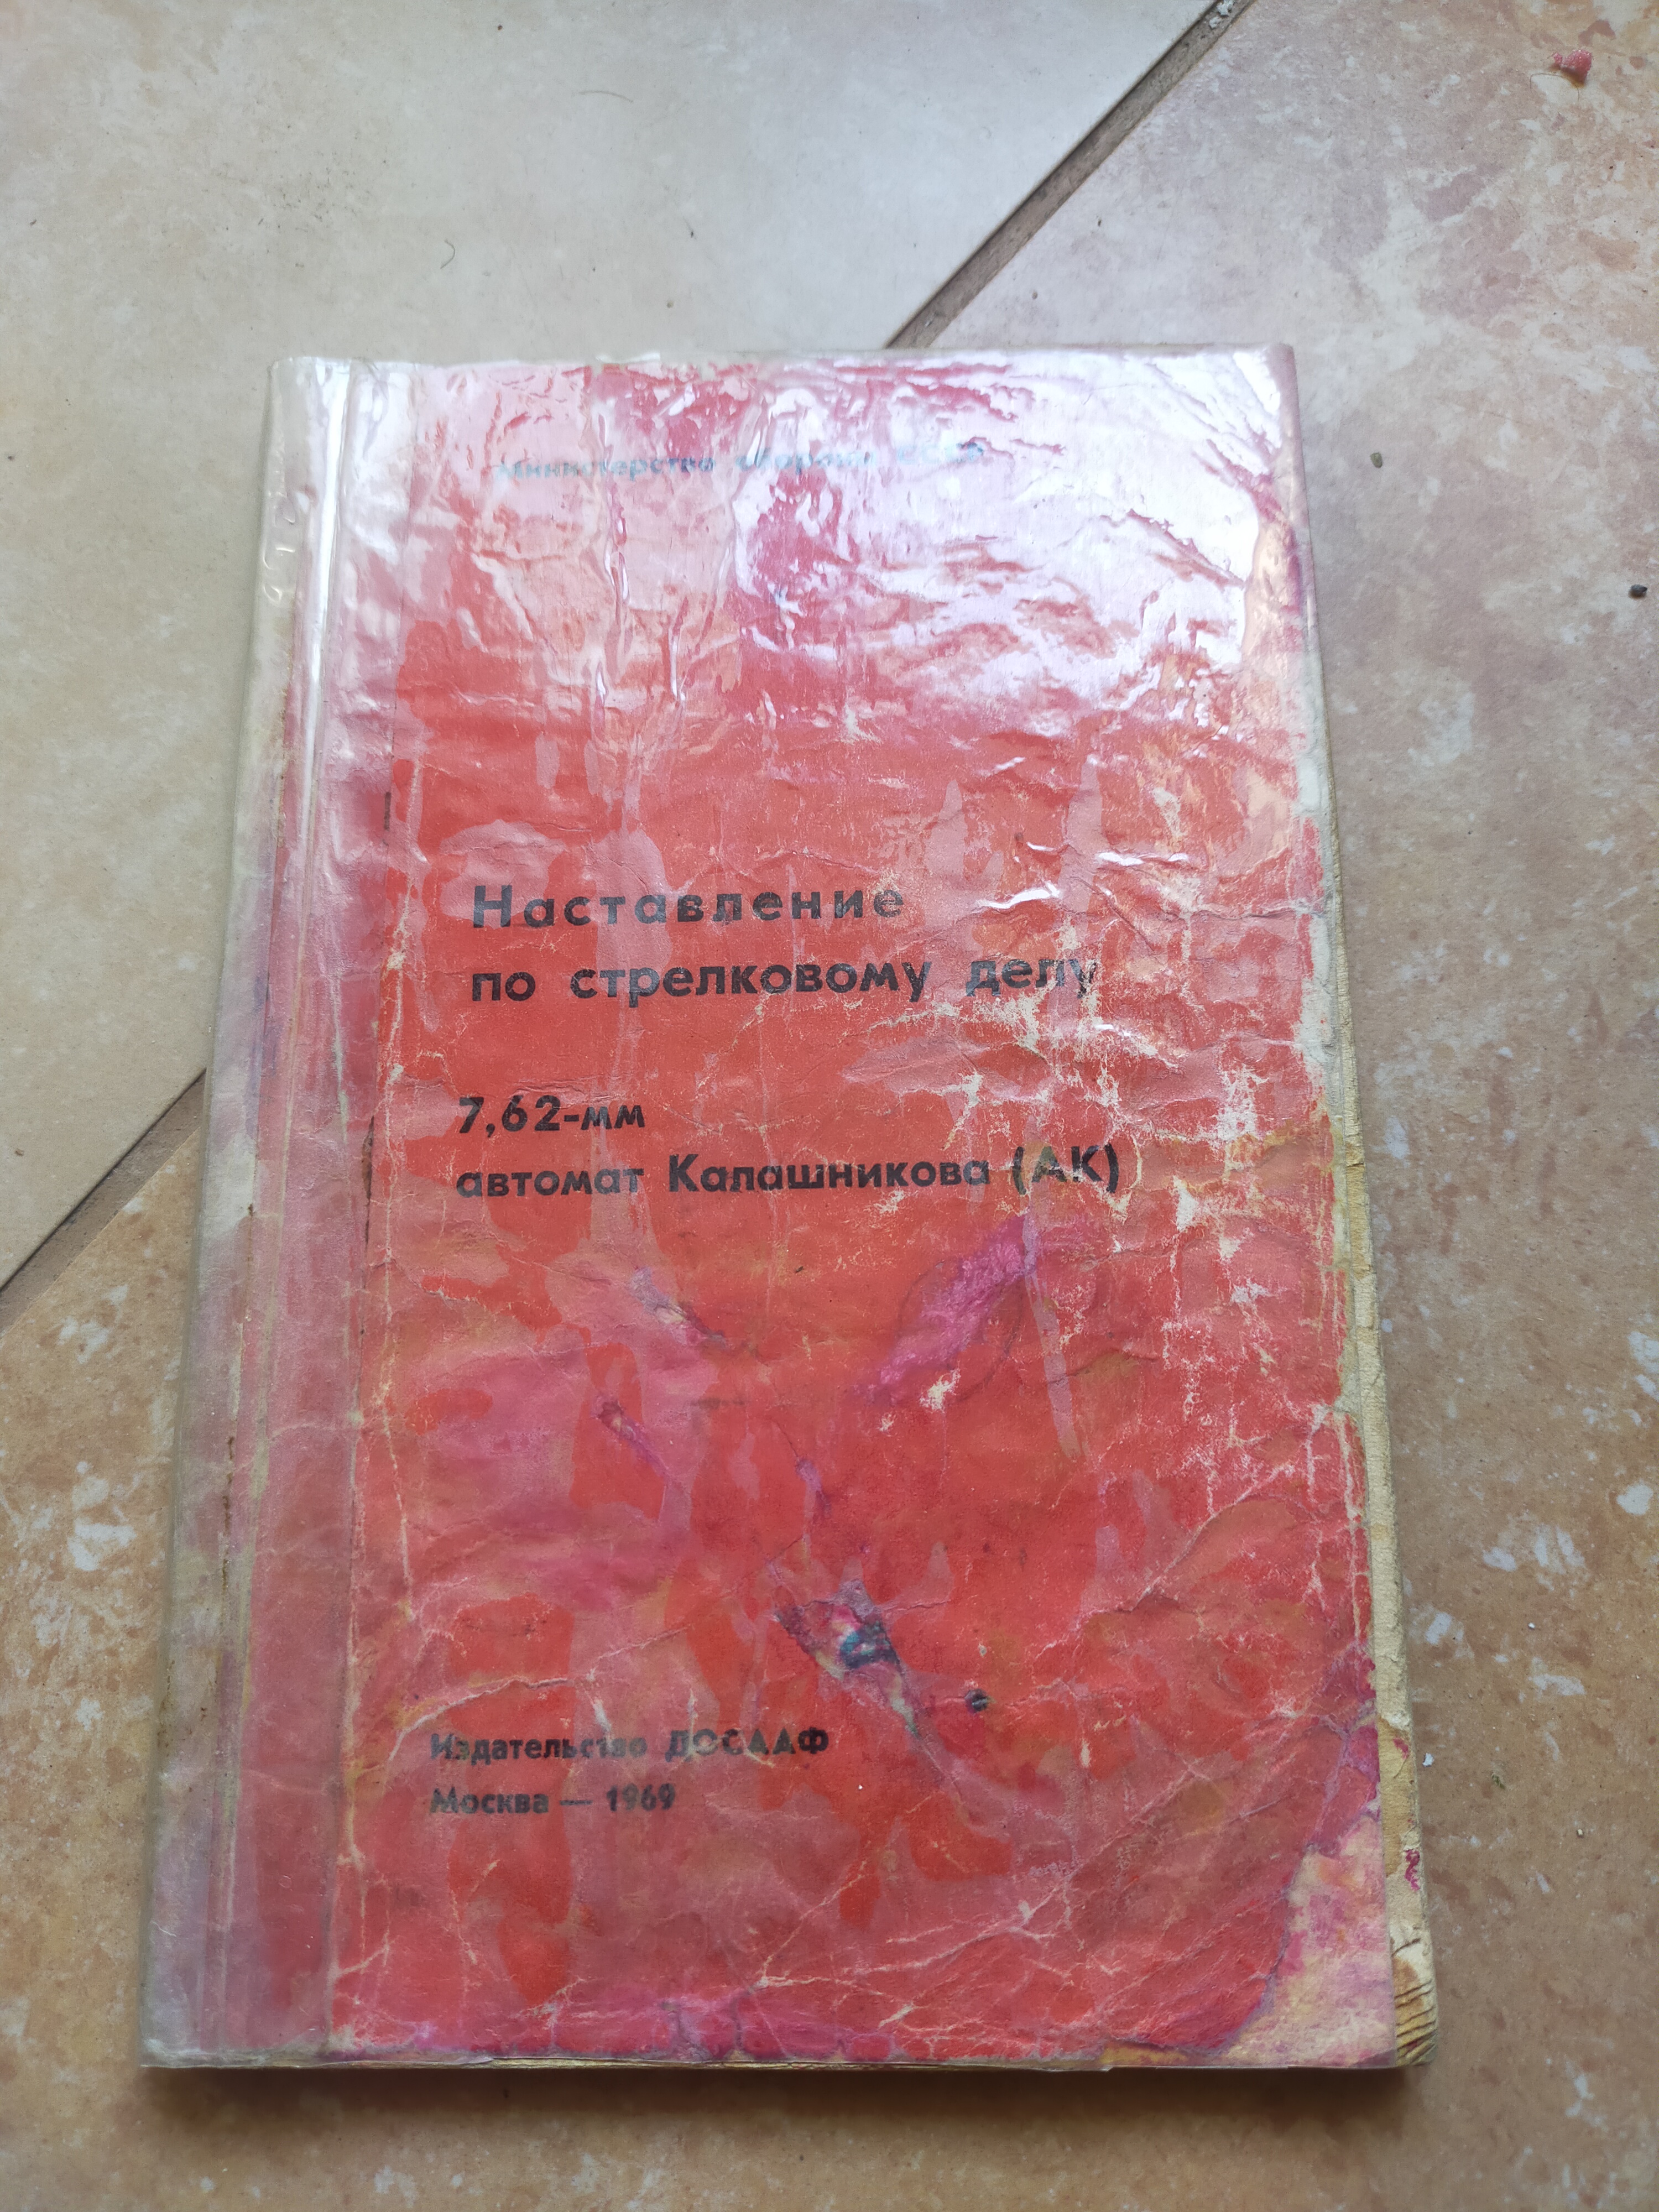 Министерство обороны СССР
Наставление
по стрелковому делу
7,62-мм
автомат Калашникова (АК)
Издательство ДОСААФ
Москва — 1969